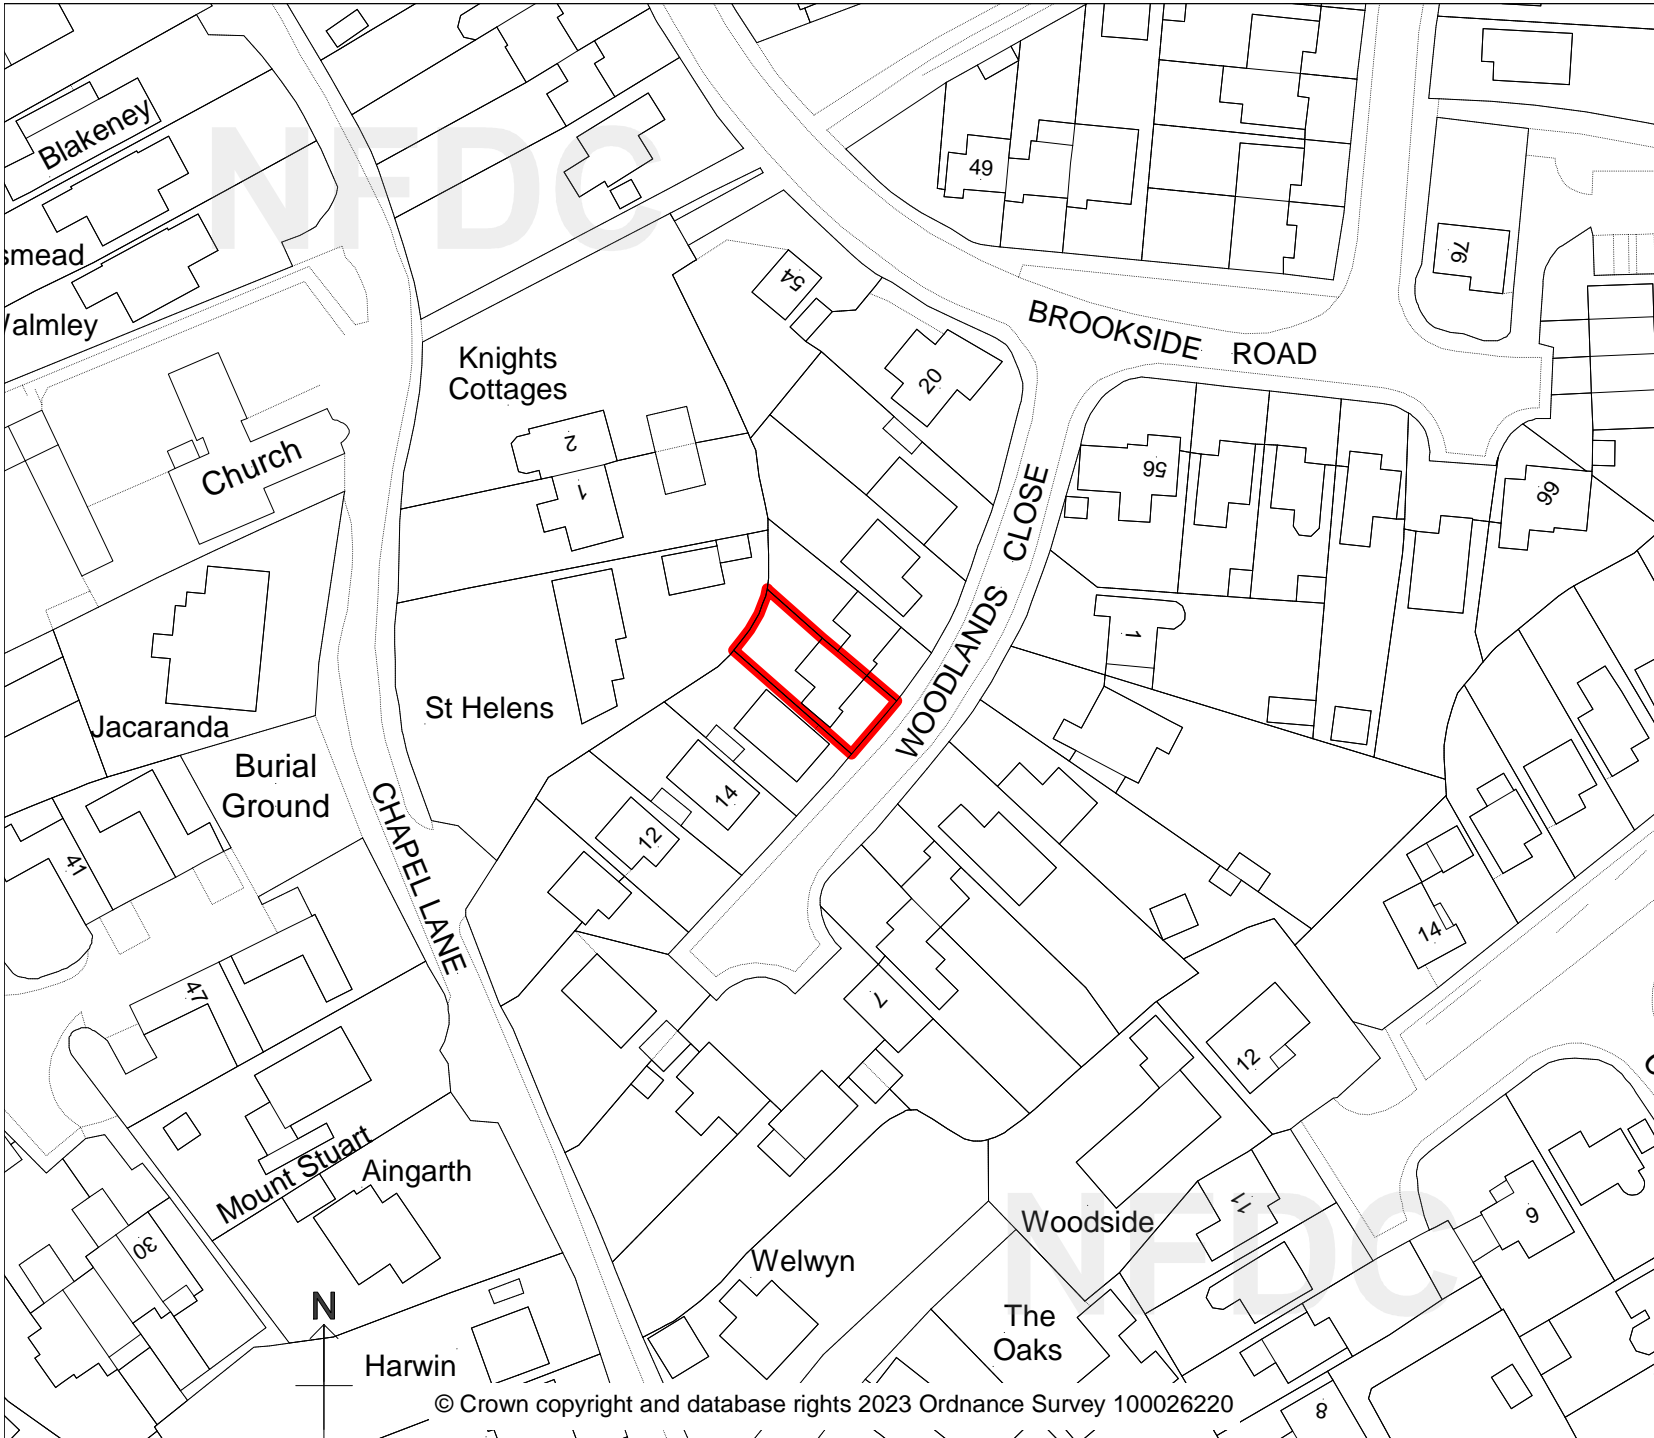 NFDC
Blakeney
smead
almley
Church
Knights
Cottages
2
1
54
20
49
76
BROOKSIDE ROAD
56
66
WOODLANDS CLOSE
1
Jacaranda
Burial
Ground
St Helens
CHAPEL LANE
14
12
41
47
7
14
12
Mount Stuart
Aingarth
30
Woodside
11
9
NFDC
Welwyn
The
Oaks
N
Harwin
8
© Crown copyright and database rights 2023 Ordnance Survey 100026220